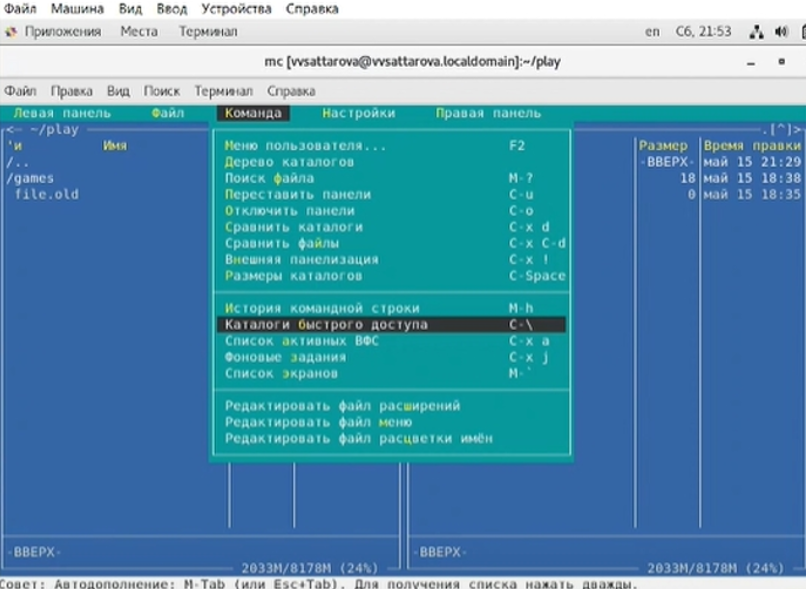 Файл Машина Вид Ввод Устройства Справка
Приложения Места Терминал en Сб, 21:53
mc [vvsattarova@vvsattarova.localdomain]:~/play
Файл Правка Вид Поиск Терминал Справка
Левая панель Файл Команда Настройки Правая панель
<- ~/play .[^]>
'и Имя Размер Время правки
/.. -ВВЕРХ- май 15 21:29
/games 18 май 15 18:38
file.old 0 май 15 18:35
Меню пользователя... F2
Дерево каталогов
Поиск файла M-?
Переставить панели C-u
Отключить панели C-o
Сравнить каталоги C-x d
Сравнить файлы C-x C-d
Внешняя панелизация C-x !
Размеры каталогов C-Space
История командной строки M-h
Каталоги быстрого доступа C-\
Список активных ВФС C-x a
Фоновые задания C-x j
Список экранов M-`
Редактировать файл расширений
Редактировать файл меню
Редактировать файл расцветки имён
-ВВЕРХ- -ВВЕРХ-
2033M/8178M (24%) 2033M/8178M (24%)
Совет: Автодополнение: M-Tab (или Esc+Tab). Для получения списка нажать дважды.